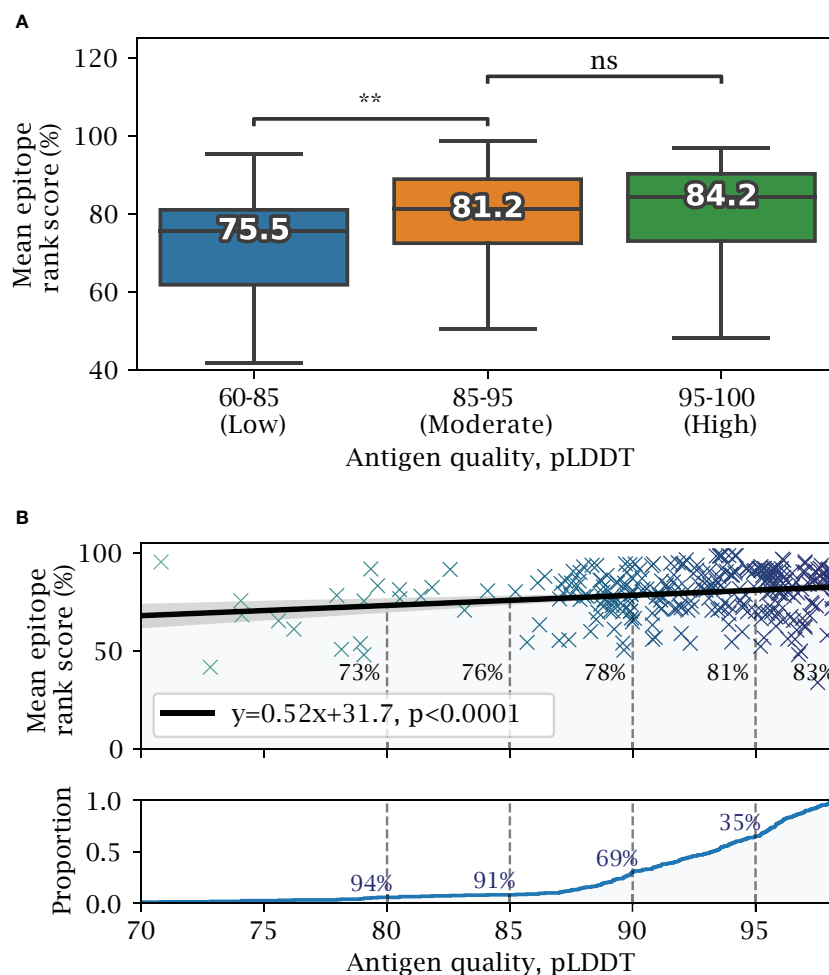 A
120
100
80
60
40
Mean epitope
rank score (%)
**
ns
75.5
81.2
84.2
60-85
(Low)
85-95
(Moderate)
95-100
(High)
Antigen quality, pLDDT
B
100
50
0
Mean epitope
rank score (%)
73%
76%
78%
81%
83%
y=0.52x+31.7, p<0.0001
1.0
0.5
0.0
Proportion
94%
91%
69%
35%
70
75
80
85
90
95
Antigen quality, pLDDT